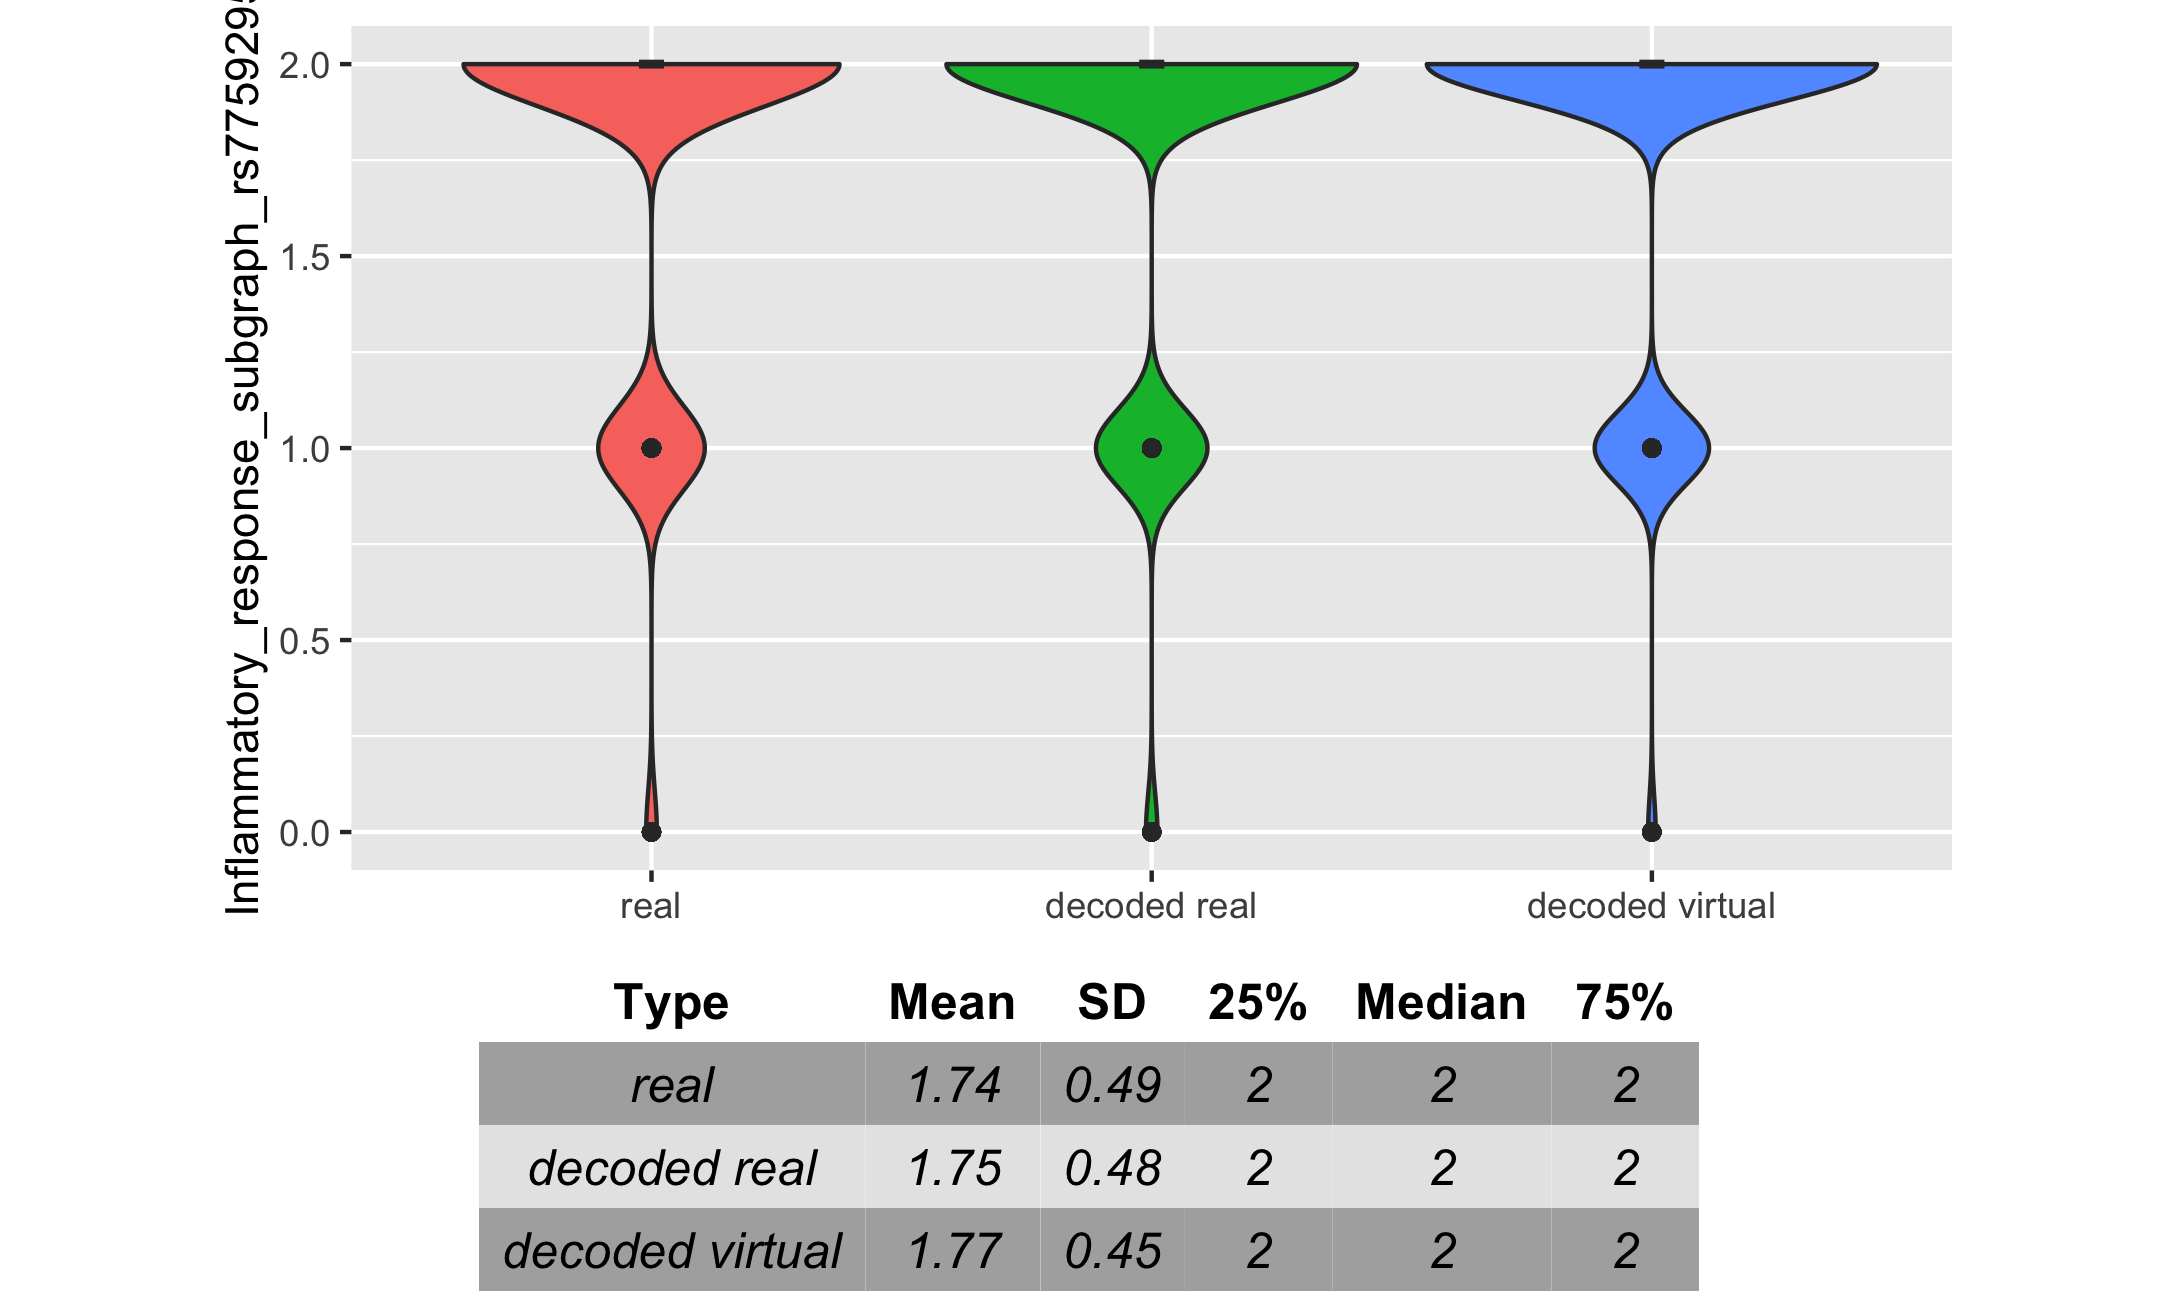 Inflammatory_response_subgraph_rs7759295
2.0
1.5
1.0
0.5
0.0
real decoded real decoded virtual
Type Mean SD 25% Median 75%
real 1.74 0.49 2 2 2
decoded real 1.75 0.48 2 2 2
decoded virtual 1.77 0.45 2 2 2